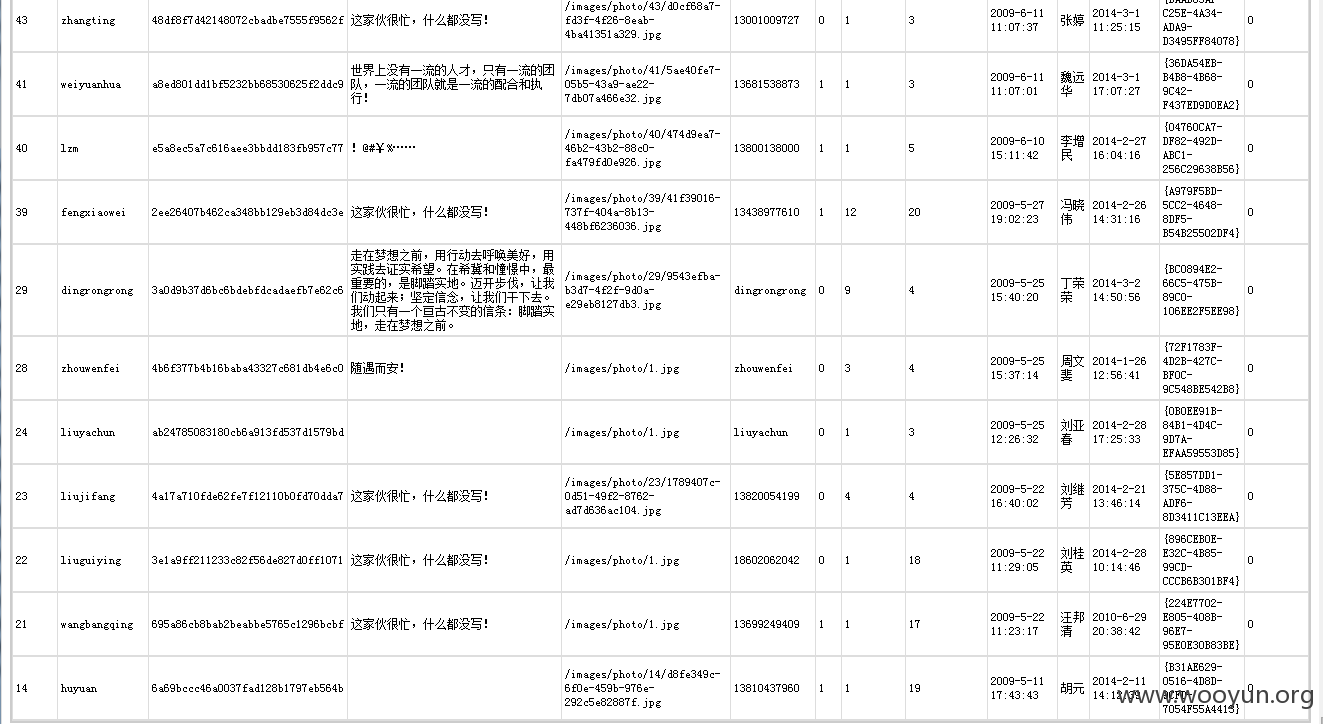 43 zhangting 48df8f7d42148072cbadbe7555f9562f 这家伙很忙，什么都没写！
/images/photo/43/d0cf68a7-
fd3f-4f26-8eab-
4ba41351a329.jpg
13001009727 0 1 3
2009-6-11
11:07:37
张婷
2014-3-1
11:25:15
C25E-4A34-
ADA9-
D3495FF84078}
0
41 weiyuanhua a8ed801dd1bf5232bb68530625f2ddc9
世界上没有一流的人才，只有一流的团
队，一流的团队就是一流的配合和执
行！
/images/photo/41/5ae40fe7-
05b5-43a9-ae22-
7db07a466e32.jpg
13681538873 1 1 3
2009-6-11
11:07:01
魏远
华
2014-3-1
17:07:27
{36DA54EB-
B4B8-4B68-
9C42-
F437ED9D0EA2}
0
40 lzm e5a8ec5a7c616aee3bbdd183fb957c77 ！@#￥%……
/images/photo/40/474d9ea7-
46b2-43b2-88c0-
fa479fd0e926.jpg
13800138000 1 1 5
2009-6-10
15:11:42
李增
民
2014-2-27
16:04:16
{04760CA7-
DF82-492D-
ABC1-
256C29638B56}
0
39 fengxiaowei 2ee26407b462ca348bb129eb3d84dc3e 这家伙很忙，什么都没写！
/images/photo/39/41f39016-
737f-404a-8b13-
448bf6236036.jpg
13438977610 1 12 20
2009-5-27
19:02:23
冯晓
伟
2014-2-26
14:31:16
{A979F5BD-
5CC2-4648-
8DF5-
B54B25502DF4}
0
29 dingrongrong 3a0d9b37d6bc6bdebfdcadaefb7e62c6
走在梦想之前，用行动去呼唤美好，用
实践去证实希望。在希冀和憧憬中，最
重要的，是脚踏实地。迈开步伐，让我
们动起来；坚定信念，让我们干下去。
我们只有一个亘古不变的信条：脚踏实
地，走在梦想之前。
/images/photo/29/9543efba-
b3d7-4f2f-9d0a-
e29eb8127db3.jpg
dingrongrong 0 9 4
2009-5-25
15:40:20
丁荣
荣
2014-3-2
14:50:56
{BC0894E2-
66C5-475B-
89C0-
106EE2F5EE98}
0
28 zhouwenfei 4b6f377b4b16baba43327c681db4e6c0 随遇而安！
/images/photo/1.jpg
zhouwenfei 0 3 4
2009-5-25
15:37:14
周文
斐
2014-1-26
12:56:41
{72F1783F-
4D2B-427C-
BF0C-
9C548BE542B8}
0
24 liuyachun ab24785083180cb6a913fd537d1579bd
/images/photo/1.jpg
liuyachun 0 1 3
2009-5-25
12:26:32
刘亚
春
2014-2-28
17:25:33
{0B0EE91B-
84B1-4D4C-
9D7A-
EFAA59553D85}
0
23 liujifang 4a17a710fde62fe7f12110b0fd70dda7 这家伙很忙，什么都没写！
/images/photo/23/1789407c-
0d51-49f2-8762-
ad7d636ac104.jpg
13820054199 0 4 4
2009-5-22
16:40:02
刘继
芳
2014-2-21
13:46:14
{5E857DD1-
375C-4D88-
ADF6-
8D3411C13EEA}
0
22 liuguiying 3e1a9ff211233c82f56de827d0ff1071 这家伙很忙，什么都没写！
/images/photo/1.jpg
18602062042 0 1 18
2009-5-22
11:29:05
刘桂
英
2014-2-28
10:14:46
{896CEB0E-
E32C-4B85-
99CD-
CCCB6B301BF4}
0
21 wangbangqing 695a86cb8bab2beabbe5765c1296bcbf 这家伙很忙，什么都没写！
/images/photo/1.jpg
13699249409 1 1 17
2009-5-22
11:23:17
汪邦
清
2010-6-29
20:38:42
{224E7702-
E805-408B-
96E7-
95E0E30B83BE}
0
14 huyuan 6a69bccc46a0037fad128b1797eb564b
/images/photo/14/d8fe349c-
6f0e-459b-976e-
292c5e82887f.jpg
13810437960 1 1 19
2009-5-11
17:43:43
胡元
2014-2-11
{B31AE629-
0516-4D8D-
7054F55A4413}
0
www.wooyun.org